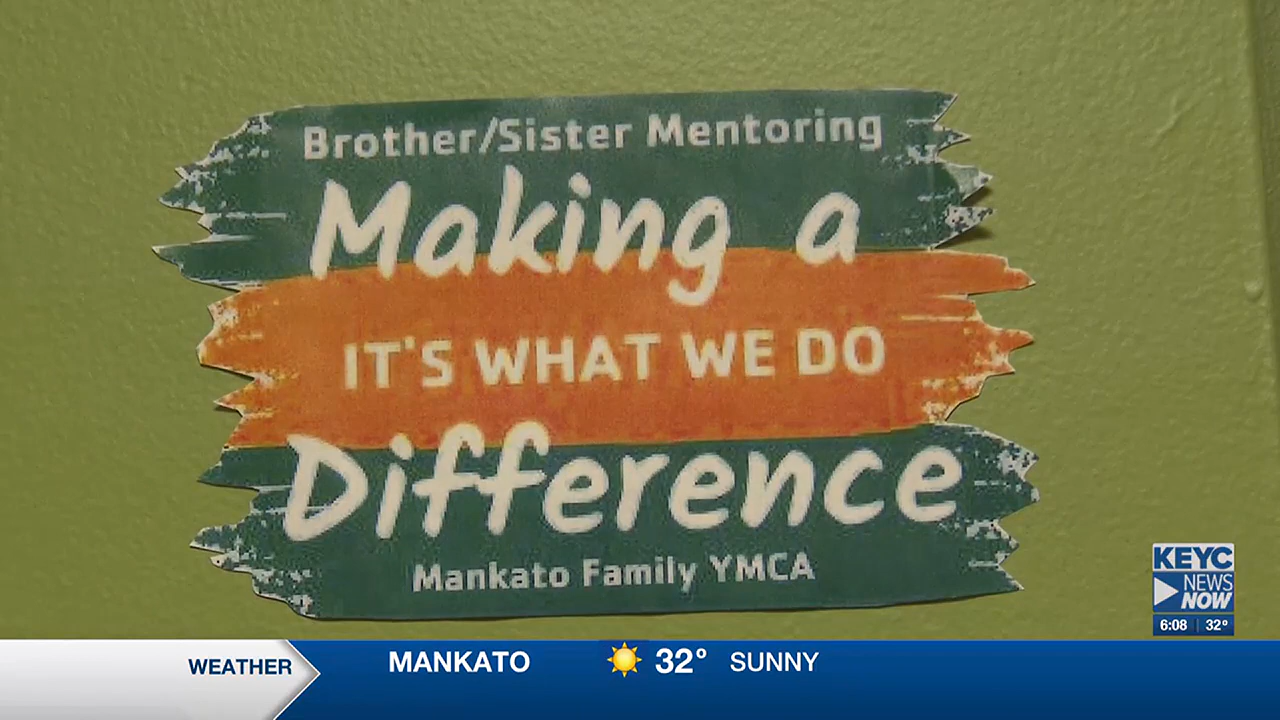 Brother/Sister Mentoring
Making a
IT'S WHAT WE DO
Difference
Mankato Family YMCA
KEYC
NEWS
NOW
6:08 32°
WEATHER MANKATO 32° SUNNY